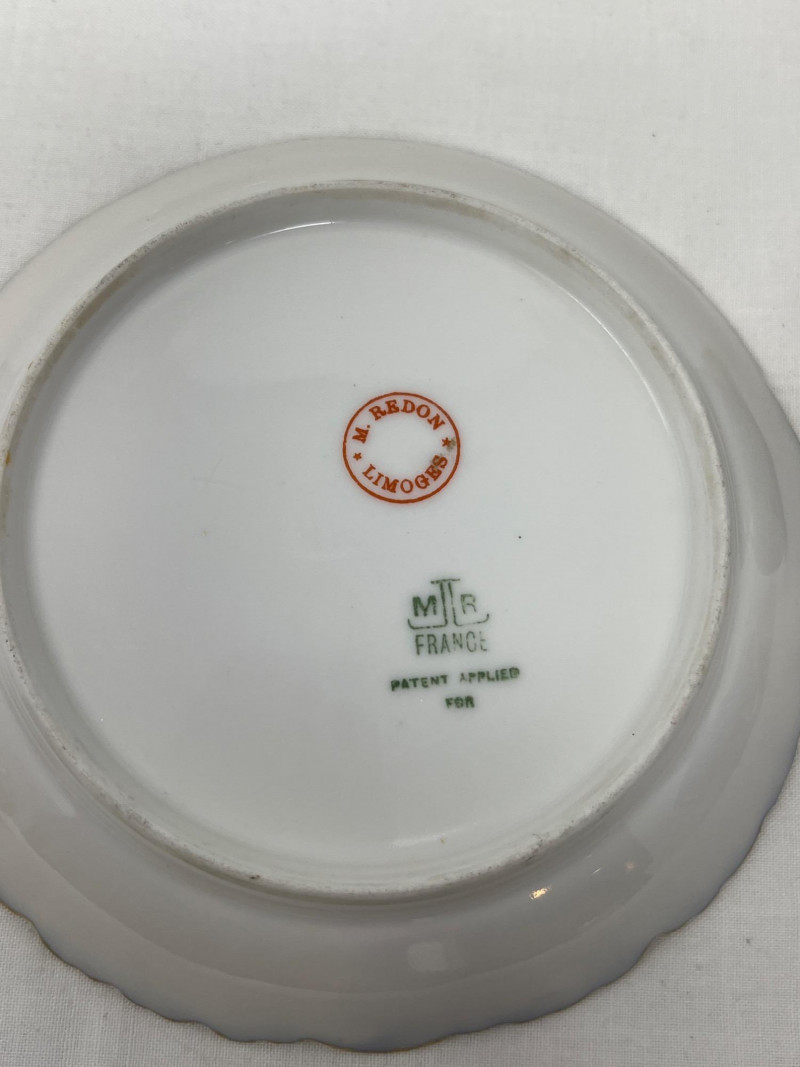 M. REDON
* LIMOGES *
M R
FRANCE
PATENT APPLIED
FOR